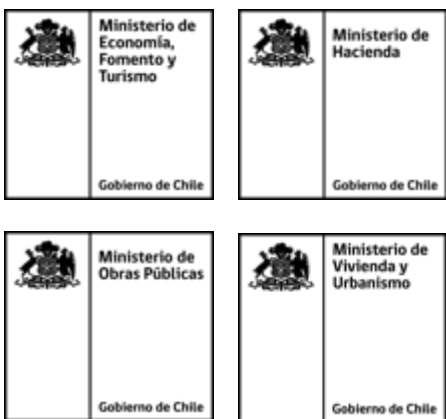 Ministerio de
Economía,
Fomento y
Turismo
Gobierno de Chile
Ministerio de
Hacienda
Gobierno de Chile
Ministerio de
Obras Públicas
Gobierno de Chile
Ministerio de
Vivienda y
Urbanismo
Gobierno de Chile